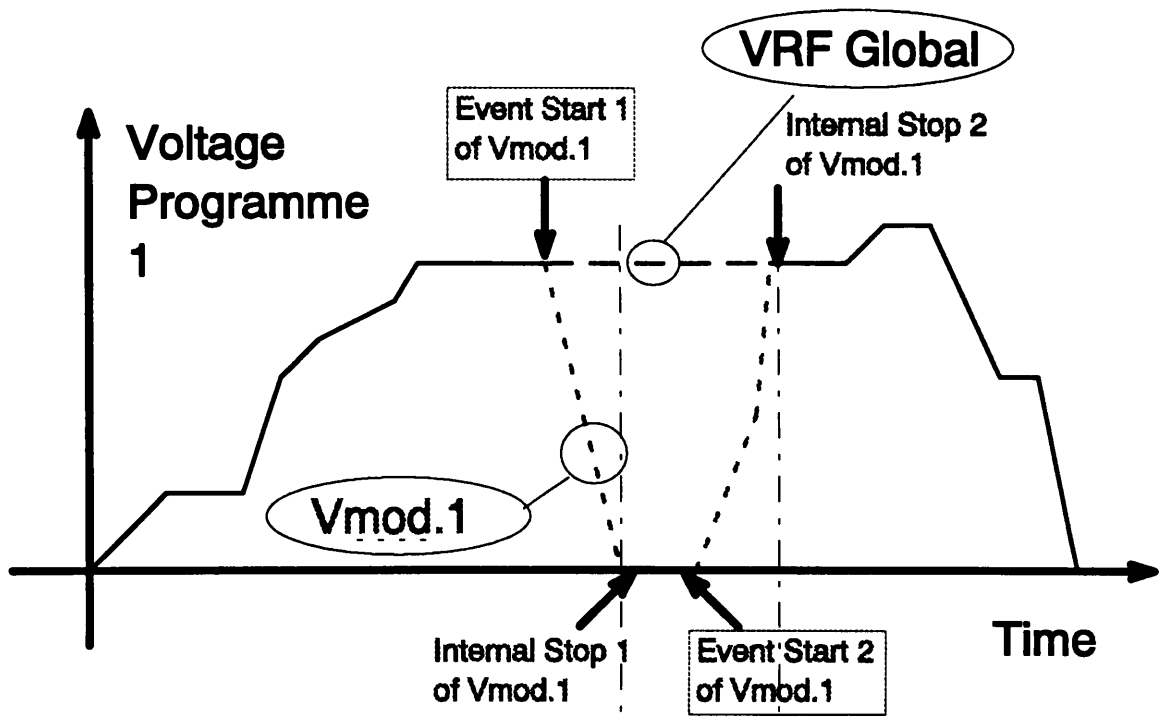 VRF Global
Event Start 1
of Vmod.1
Internal Stop 2
of Vmod.1
Voltage
Programme
1
Vmod.1
Internal Stop 1
of Vmod.1
Event Start 2
of Vmod.1
Time